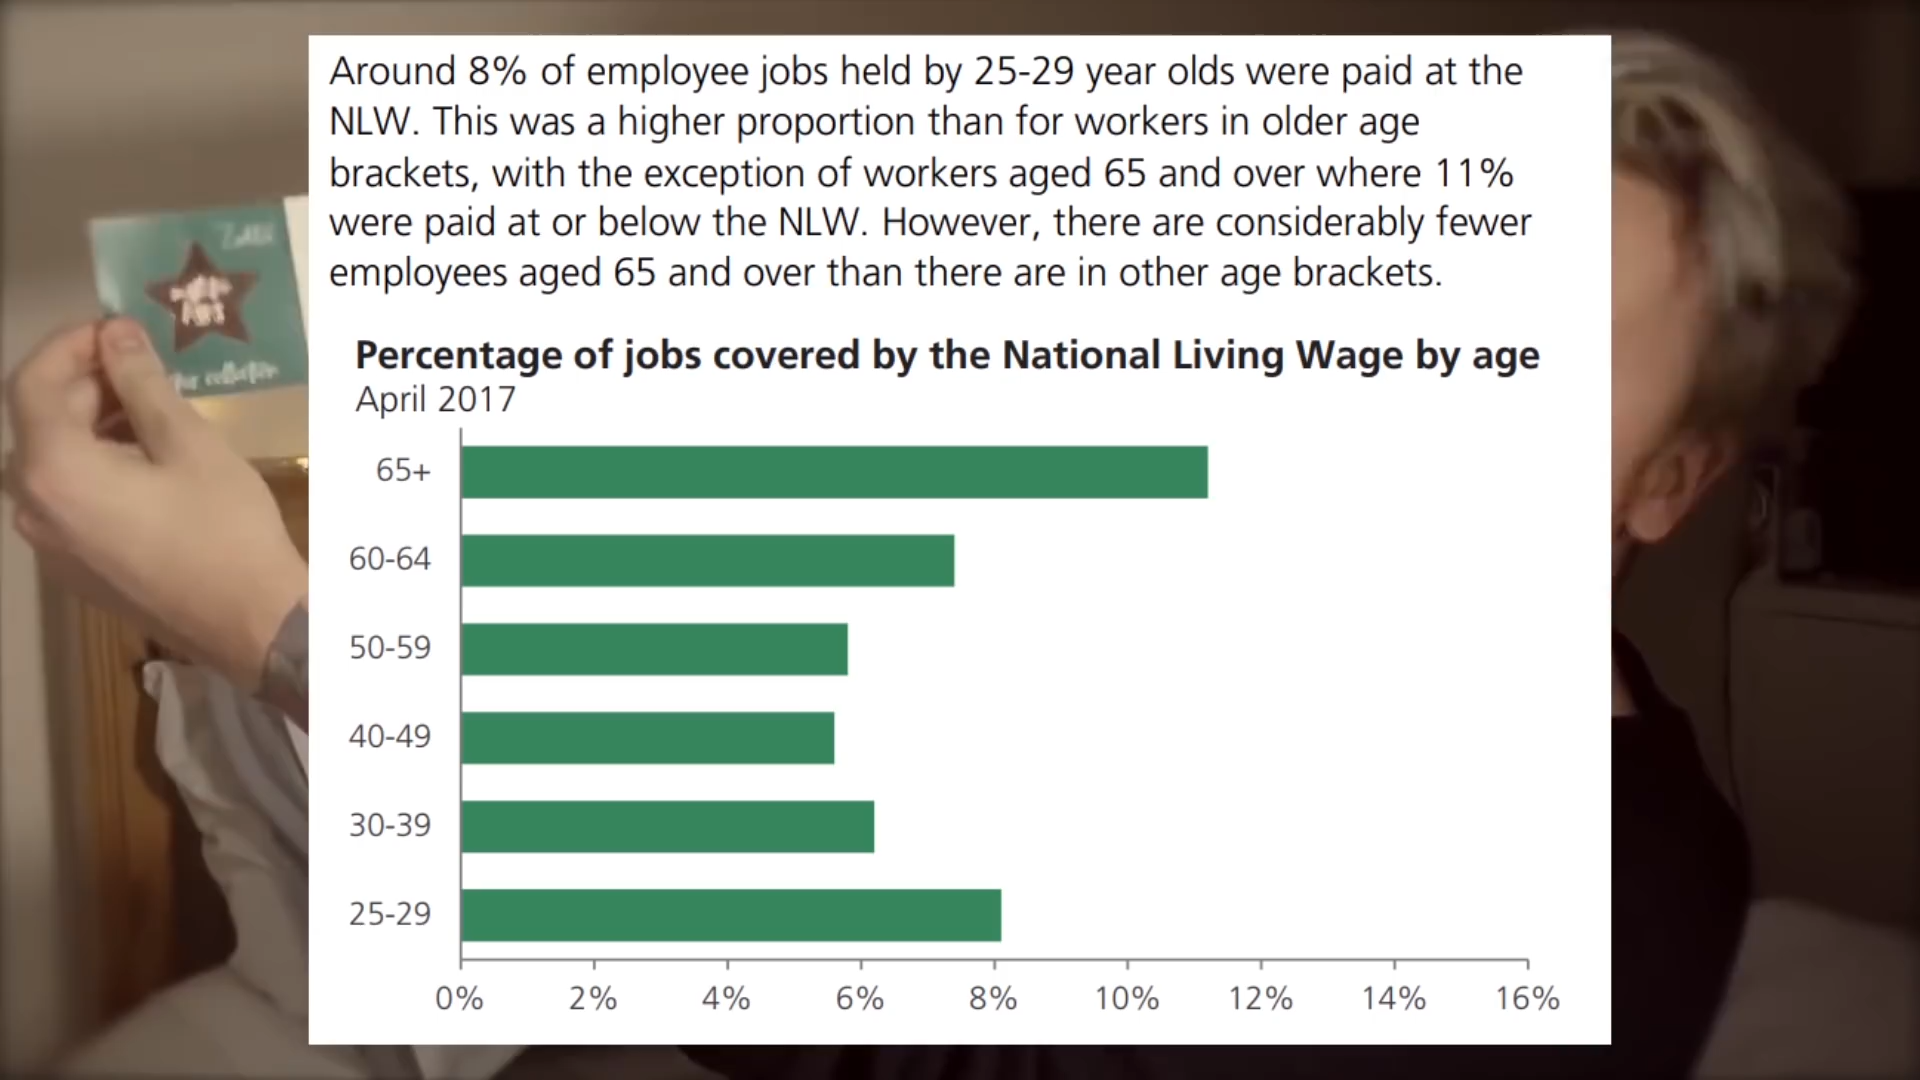 Around 8% of employee jobs held by 25-29 year olds were paid at the
NLW. This was a higher proportion than for workers in older age
brackets, with the exception of workers aged 65 and over where 11%
were paid at or below the NLW. However, there are considerably fewer
employees aged 65 and over than there are in other age brackets.
Percentage of jobs covered by the National Living Wage by age
April 2017
65+
60-64
50-59
40-49
30-39
25-29
0% 2% 4% 6% 8% 10% 12% 14% 16%